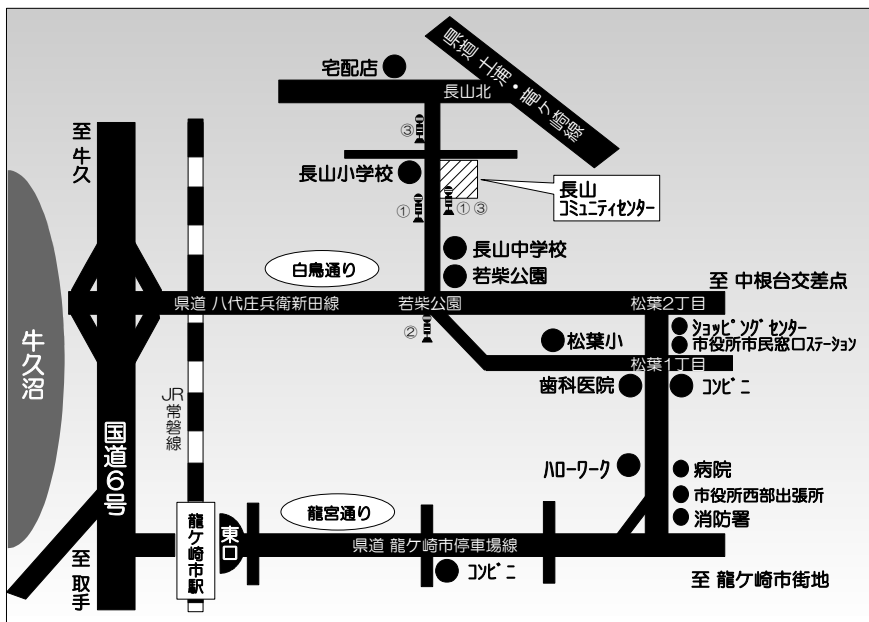 宅配店
長山北
県道 土浦・竜ケ崎線
至 牛久
③
長山小学校
長山
コミュニティセンター
①
① ③
長山中学校
若柴公園
白鳥通り
至 中根台交差点
県道 八代庄兵衛新田線
若柴公園
松葉2丁目
②
ショッピングセンター
市役所市民窓口ステーション
松葉小
松葉1丁目
牛久沼
歯科医院
コンビニ
JR常磐線
国道6号
ハローワーク
病院
市役所西部出張所
消防署
龍宮通り
龍ケ崎市駅
東口
県道 龍ケ崎市停車場線
コンビニ
至 取手
至 龍ケ崎市街地